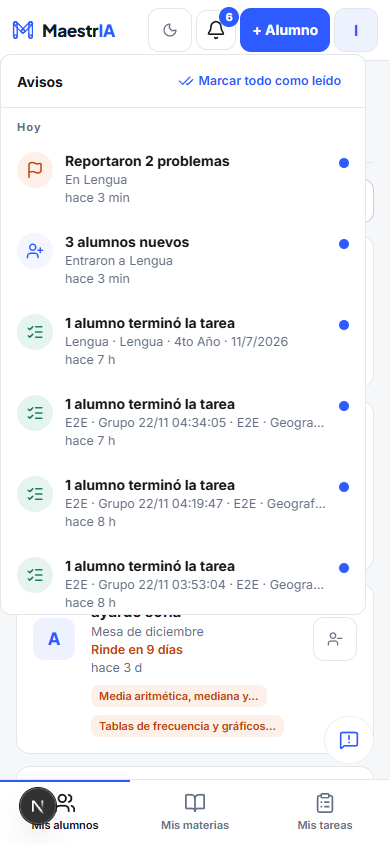 MaestrIA
6
+ Alumno
I
Avisos
Marcar todo como leído
Hoy
Reportaron 2 problemas
En Lengua
hace 3 min
3 alumnos nuevos
Entraron a Lengua
hace 3 min
1 alumno terminó la tarea
Lengua · Lengua · 4to Año · 11/7/2026
hace 7 h
1 alumno terminó la tarea
E2E · Grupo 22/11 04:34:05 · E2E · Geogra...
hace 7 h
1 alumno terminó la tarea
E2E · Grupo 22/11 04:19:47 · E2E · Geograf...
hace 8 h
1 alumno terminó la tarea
E2E · Grupo 22/11 03:53:04 · E2E · Geogra...
hace 8 h
A
Mesa de diciembre
Rinde en 9 días
hace 3 d
Media aritmética, mediana y...
Tablas de frecuencia y gráficos...
N
Mis alumnos
Mis materias
Mis tareas